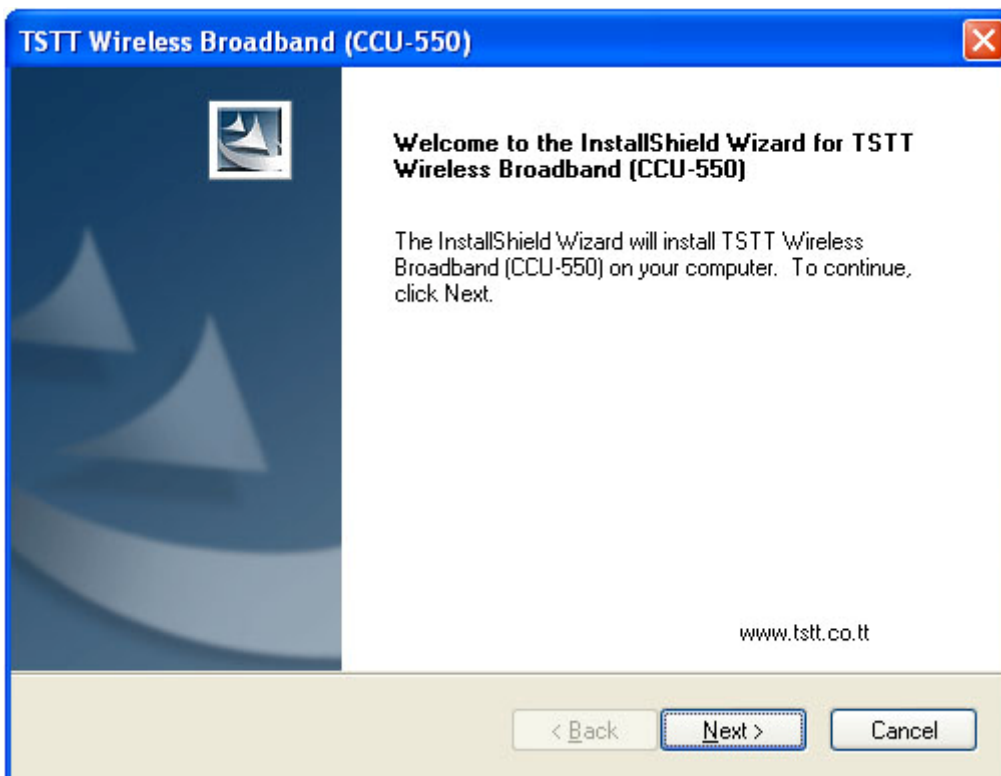 TSTT Wireless Broadband (CCU-550)
Welcome to the InstallShield Wizard for TSTT
Wireless Broadband (CCU-550)
The InstallShield Wizard will install TSTT Wireless
Broadband (CCU-550) on your computer.  To continue,
click Next.
www.tstt.co.tt
< Back
Next >
Cancel